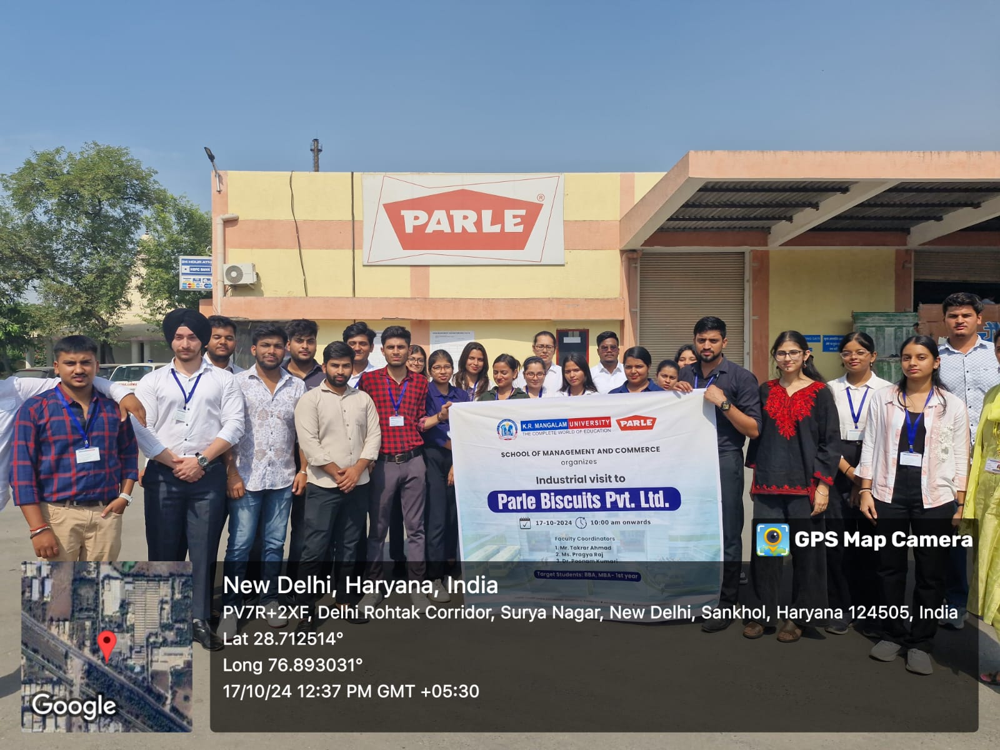 PARLE
®
24 HOUR ATM
HDFC BANK
K.R. MANGALAM UNIVERSITY
THE COMPLETE WORLD OF EDUCATION
PARLE
SCHOOL OF MANAGEMENT AND COMMERCE
organizes
Industrial visit to
Parle Biscuits Pvt. Ltd.
17-10-2024 10:00 am onwards
Faculty Coordinators
1. Mr. Takrar Ahmad
2. Ms. Pragya Raj
3. Dr. Poonam Kumari
Target Students: BBA, MBA- 1st year
GPS Map Camera
New Delhi, Haryana, India
PV7R+2XF, Delhi Rohtak Corridor, Surya Nagar, New Delhi, Sankhol, Haryana 124505, India
Lat 28.712514°
Long 76.893031°
17/10/24 12:37 PM GMT +05:30
Google